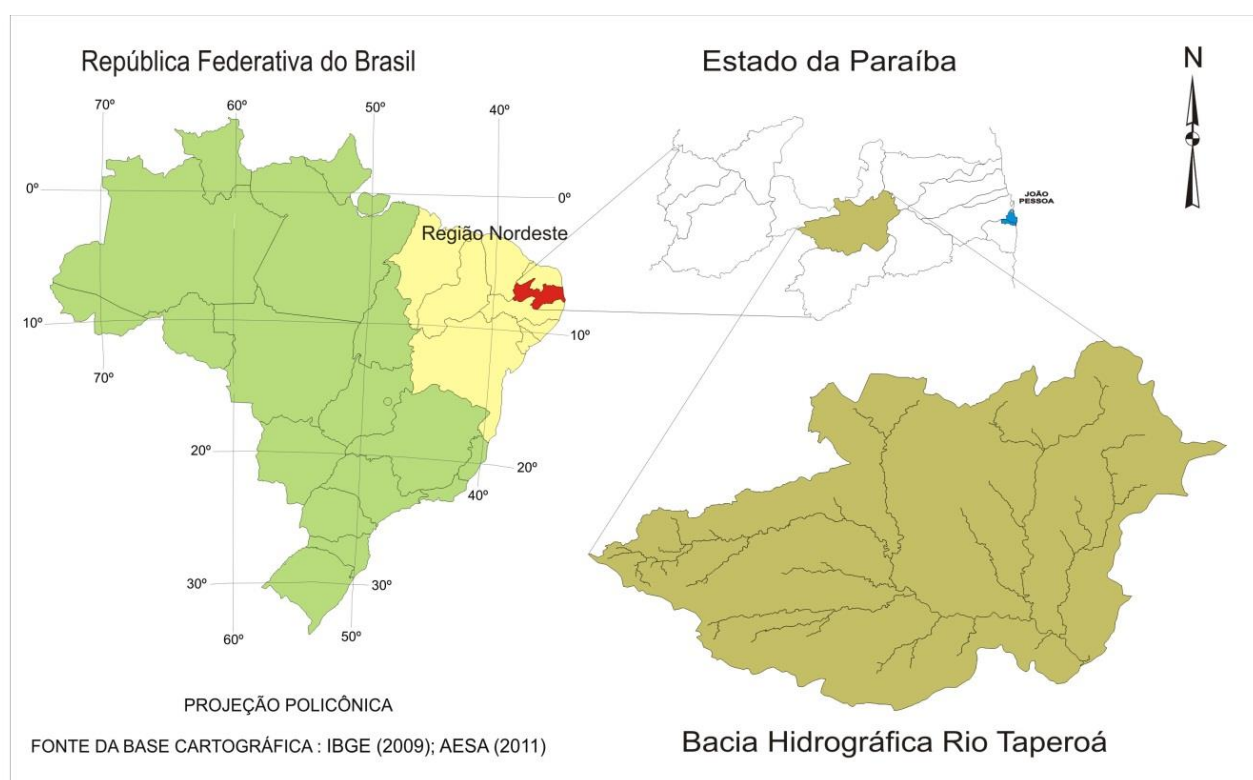 República Federativa do Brasil
Estado da Paraíba
N
70º
60º
50º
40º
0º
0º
JOÃO
PESSOA
Região Nordeste
10º
10º
70º
20º
20º
40º
30º
30º
60º
50º
PROJEÇÃO POLICÔNICA
FONTE DA BASE CARTOGRÁFICA : IBGE (2009); AESA (2011)
Bacia Hidrográfica Rio Taperoá